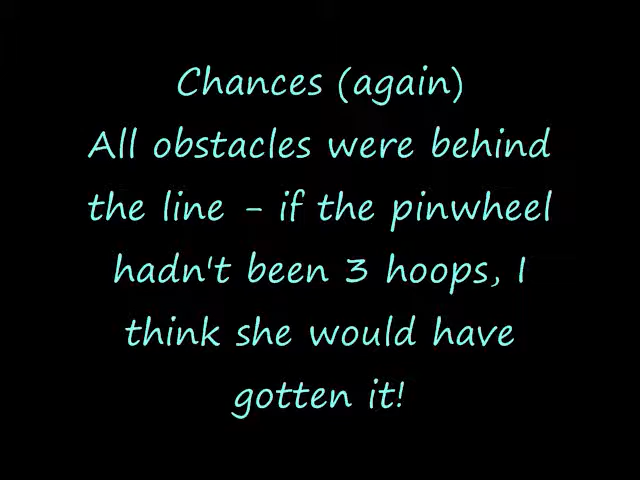 Chances (again)
All obstacles were behind
the line - if the pinwheel
hadn't been 3 hoops, I
think she would have
gotten it!